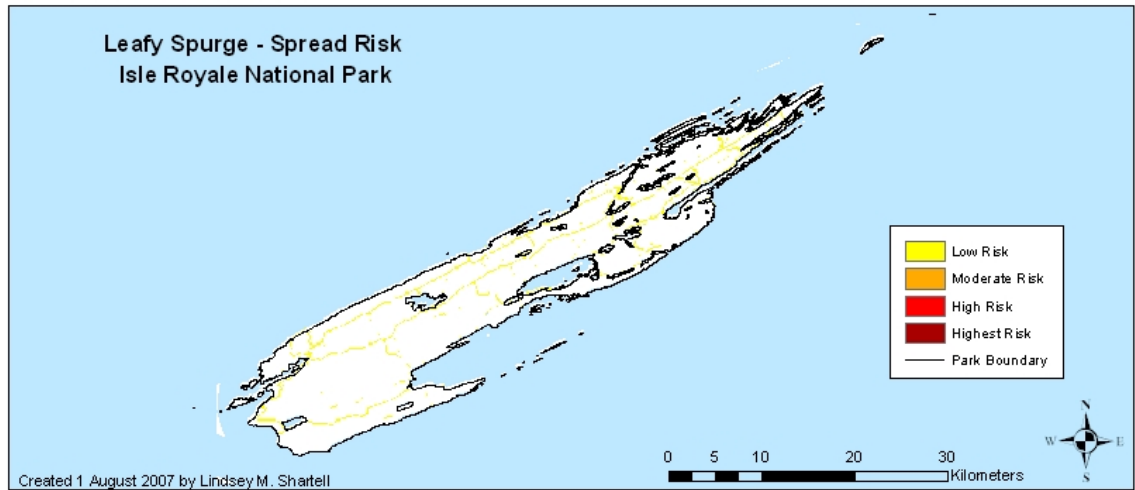 Leafy Spurge - Spread Risk
Isle Royale National Park
Low Risk
Moderate Risk
High Risk
Highest Risk
Park Boundary
N
W E
S
0 5 10 20 30
Kilometers
Created 1 August 2007 by Lindsey M. Shartell